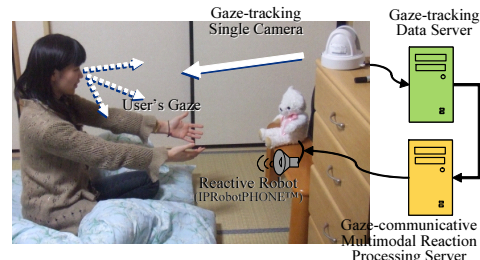 Gaze-tracking
Single Camera
Gaze-tracking
Data Server
User's Gaze
Reactive Robot
(IPRobotPHONE™)
Gaze-communicative
Multimodal Reaction
Processing Server